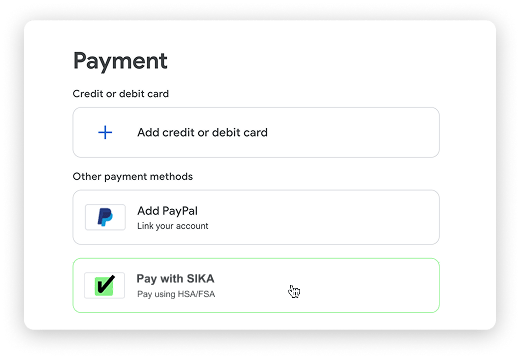 Payment
Credit or debit card
Add credit or debit card
Other payment methods
Add PayPal
Link your account
Pay with SIKA
Pay using HSA/FSA